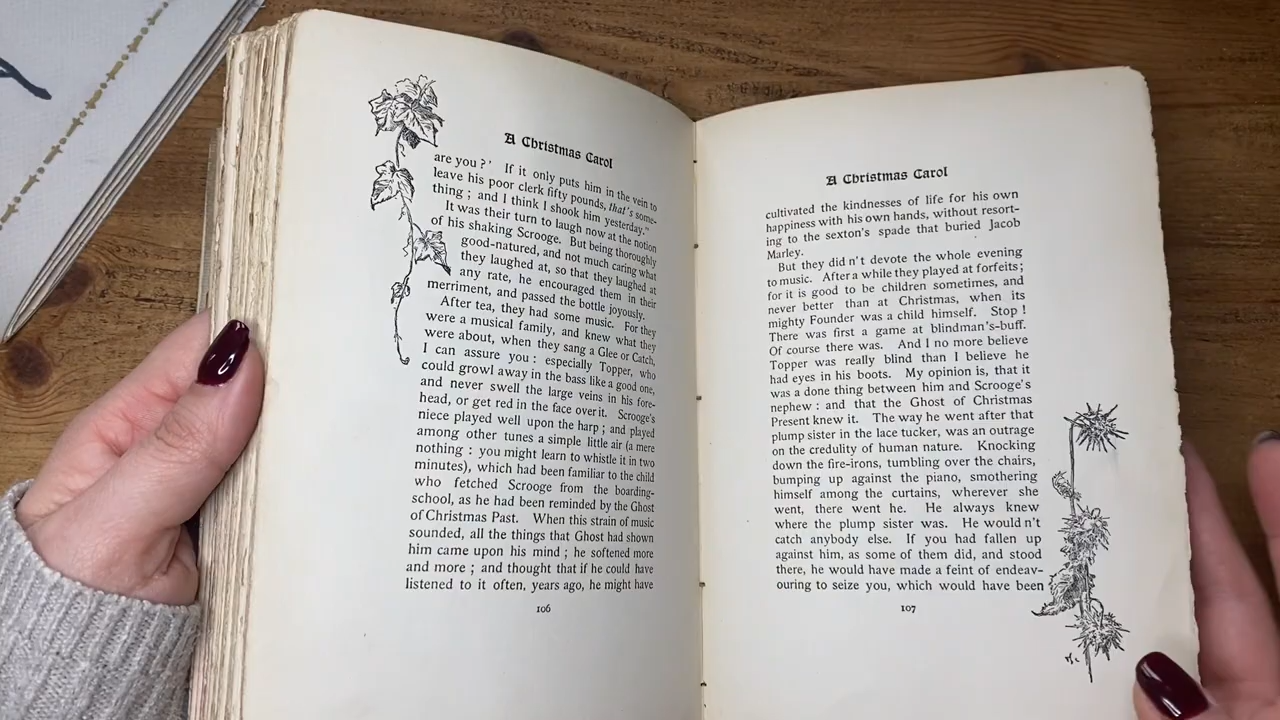 A Christmas Carol
are you?' If it only puts him in the vein to
leave his poor clerk fifty pounds, that's some-
thing; and I think I shook him yesterday."
It was their turn to laugh now at the notion
of his shaking Scrooge. But being thoroughly
good-natured, and not much caring what
they laughed at, so that they laughed at
any rate, he encouraged them in their
merriment, and passed the bottle joyously.
After tea, they had some music. For they
were a musical family, and knew what they
were about, when they sang a Glee or Catch,
I can assure you: especially Topper, who
could growl away in the bass like a good one,
and never swell the large veins in his fore-
head, or get red in the face over it. Scrooge's
niece played well upon the harp; and played
among other tunes a simple little air (a mere
nothing: you might learn to whistle it in two
minutes), which had been familiar to the child
who fetched Scrooge from the boarding-
school, as he had been reminded by the Ghost
of Christmas Past. When this strain of music
sounded, all the things that Ghost had shown
him came upon his mind; he softened more
and more; and thought that if he could have
listened to it often, years ago, he might have
106
A Christmas Carol
cultivated the kindnesses of life for his own
happiness with his own hands, without resort-
ing to the sexton's spade that buried Jacob
Marley.
But they did n't devote the whole evening
to music. After a while they played at forfeits;
for it is good to be children sometimes, and
never better than at Christmas, when its
mighty Founder was a child himself. Stop!
There was first a game at blindman's-buff.
Of course there was. And I no more believe
Topper was really blind than I believe he
had eyes in his boots. My opinion is, that it
was a done thing between him and Scrooge's
nephew: and that the Ghost of Christmas
Present knew it. The way he went after that
plump sister in the lace tucker, was an outrage
on the credulity of human nature. Knocking
down the fire-irons, tumbling over the chairs,
bumping up against the piano, smothering
himself among the curtains, wherever she
went, there went he. He always knew
where the plump sister was. He would n't
catch anybody else. If you had fallen up
against him, as some of them did, and stood
there, he would have made a feint of endeav-
ouring to seize you, which would have been
107